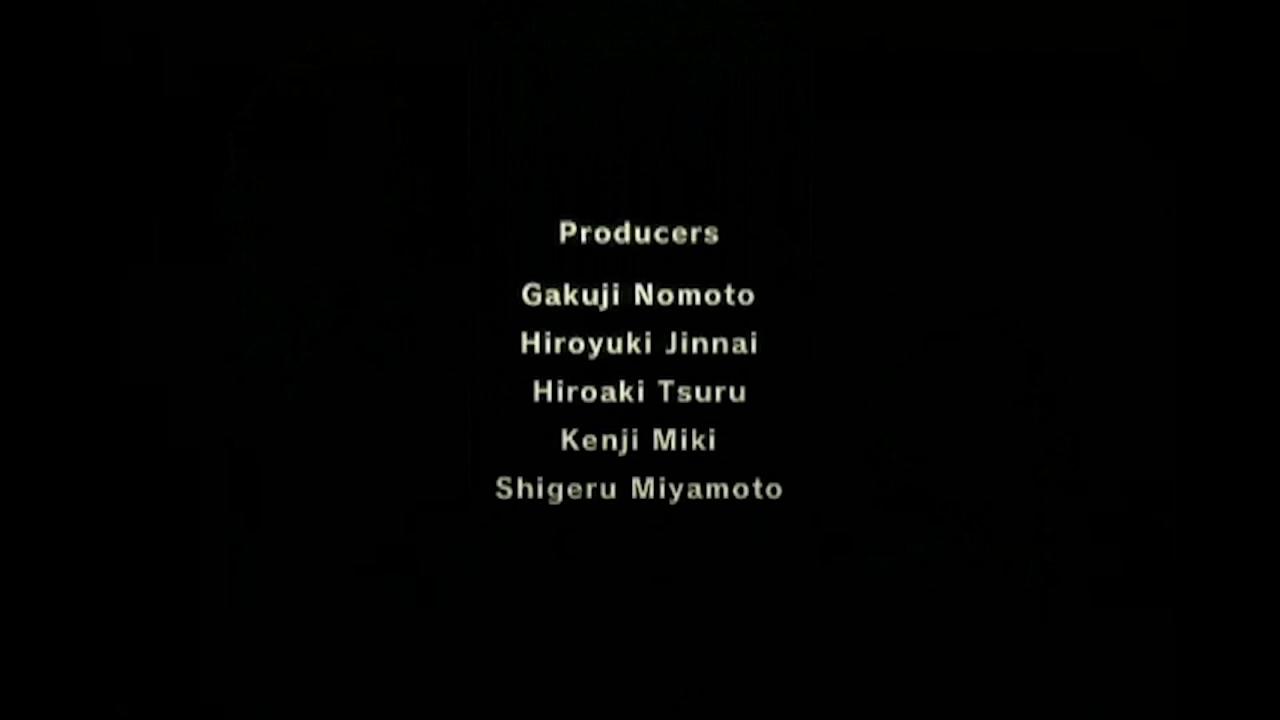 Producers
Gakuji Nomoto
Hiroyuki Jinnai
Hiroaki Tsuru
Kenji Miki
Shigeru Miyamoto